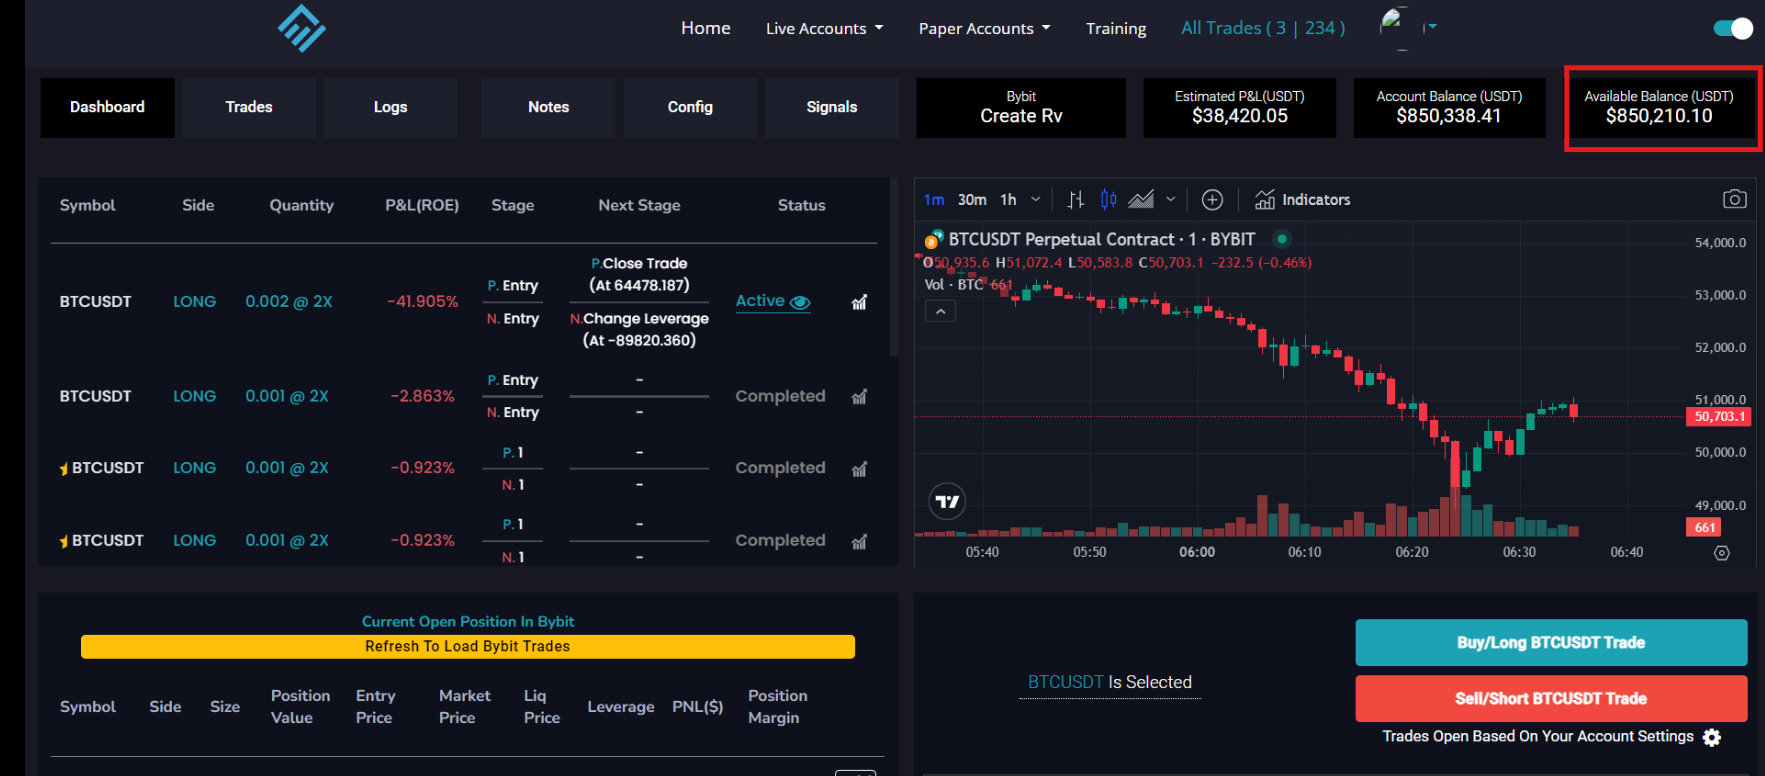 Home
Live Accounts
Paper Accounts
Training
All Trades ( 3 | 234 )
Dashboard
Trades
Logs
Notes
Config
Signals
Bybit
Create Rv
Estimated P&L(USDT)
$38,420.05
Account Balance (USDT)
$850,338.41
Available Balance (USDT)
$850,210.10
Symbol Side Quantity P&L(ROE) Stage Next Stage Status
BTCUSDT LONG 0.002 @ 2X -41.905%
P. Entry
N. Entry
P.Close Trade
(At 64478.187)
N.Change Leverage
(At -89820.360)
Active
BTCUSDT LONG 0.001 @ 2X -2.863%
P. Entry
N. Entry
-
-
Completed
BTCUSDT LONG 0.001 @ 2X -0.923%
P. 1
N. 1
-
-
Completed
BTCUSDT LONG 0.001 @ 2X -0.923%
P. 1
N. 1
-
-
Completed
1m 30m 1h
Indicators
BTCUSDT Perpetual Contract · 1 · BYBIT
O50,935.6 H51,072.4 L50,583.8 C50,703.1 -232.5 (-0.46%)
Vol · BTC 661
54,000.0
53,000.0
52,000.0
51,000.0
50,703.1
50,000.0
49,000.0
661
05:40 05:50 06:00 06:10 06:20 06:30 06:40
Current Open Position In Bybit
Refresh To Load Bybit Trades
Symbol Side Size
Position
Value
Entry
Price
Market
Price
Liq
Price
Leverage PNL($)
Position
Margin
BTCUSDT Is Selected
Buy/Long BTCUSDT Trade
Sell/Short BTCUSDT Trade
Trades Open Based On Your Account Settings